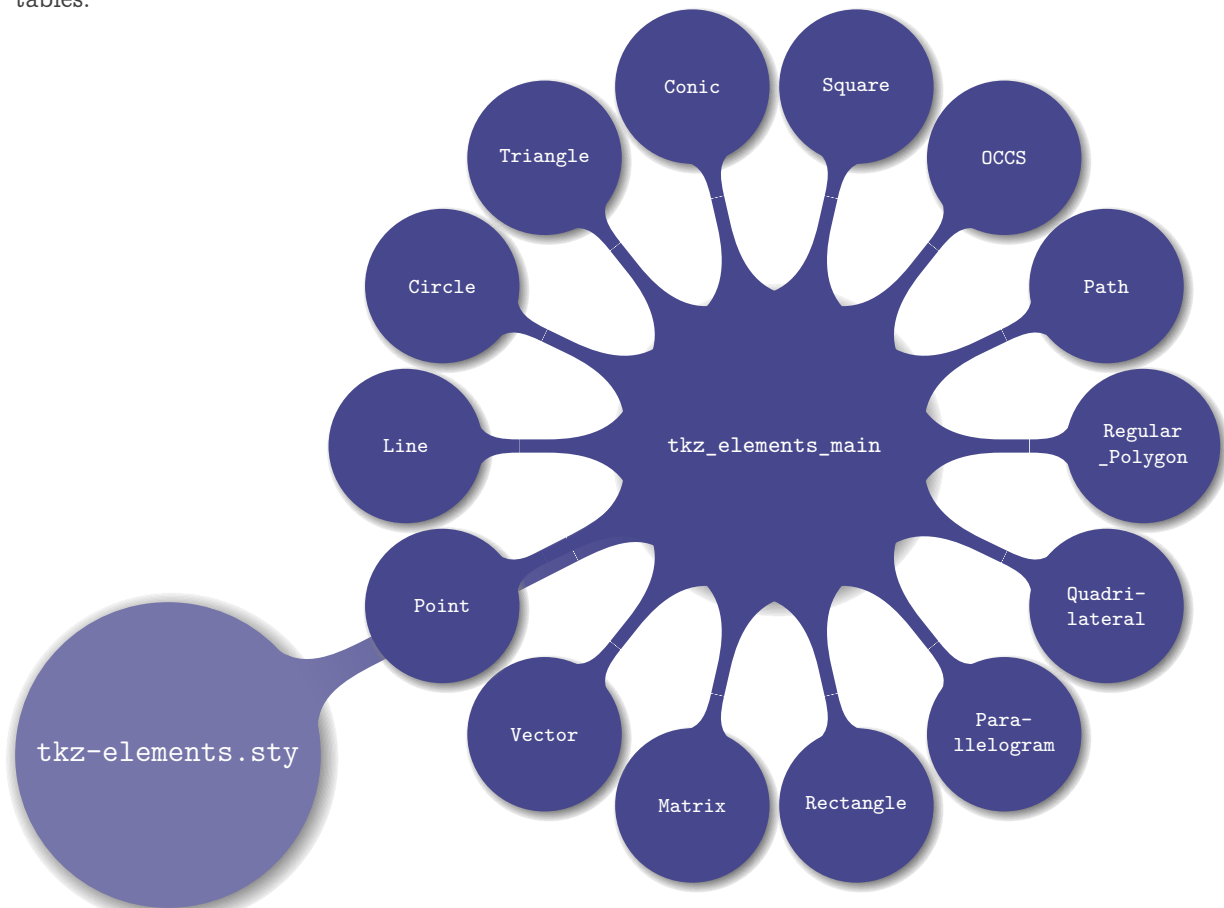 tables.
Conic
Square
Triangle
OCCS
Circle
Path
Line
tkz_elements_main
Regular
_Polygon
Point
Quadri-
lateral
Vector
Para-
llelogram
tkz-elements.sty
Matrix
Rectangle